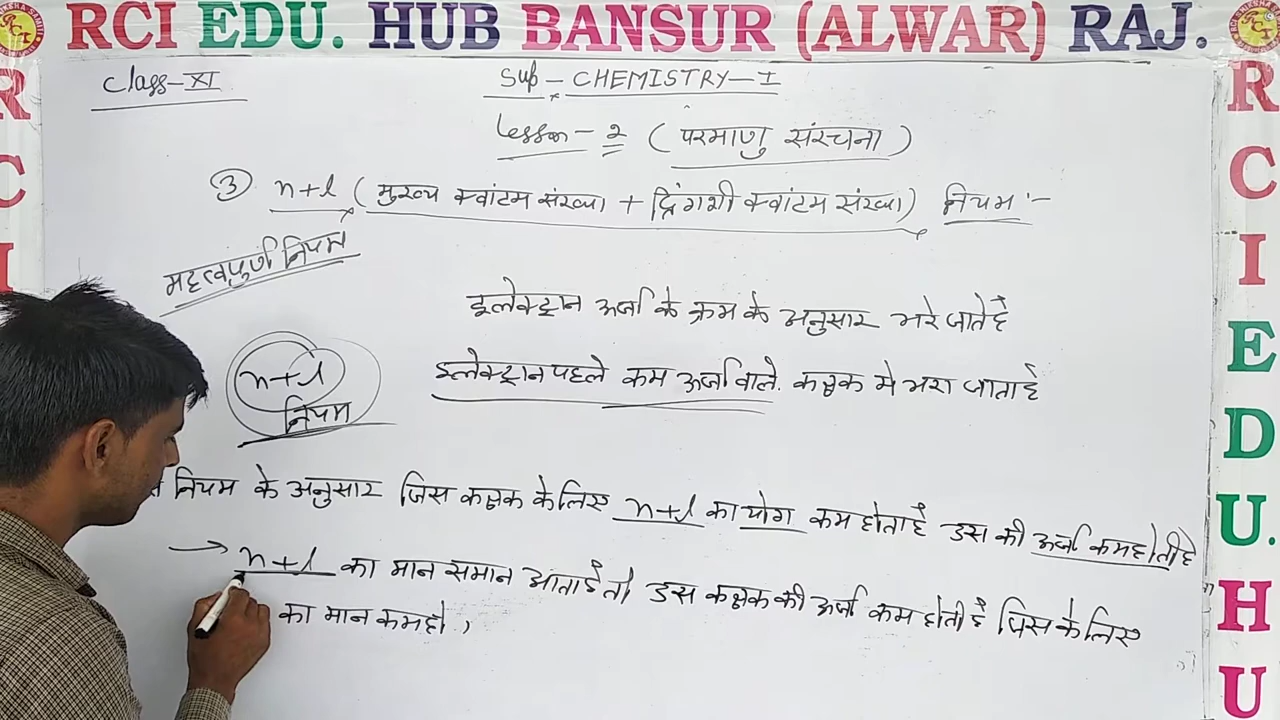 RCI EDU. HUB BANSUR (ALWAR) RAJ.
Class-XI
Sub - CHEMISTRY-I
Lesson - 2 (परमाणु संरचना)
③ n+l (मुख्य क्वांटम संख्या + द्विगंशी क्वांटम संख्या) नियम :-
महत्वपूर्ण नियम
इलेक्ट्रान ऊर्जा के क्रम के अनुसार भरे जाते है
n+l
नियम
इलेक्ट्रान पहले कम ऊर्जा वाले. कक्षक मे भरा जाता है
नियम के अनुसार जिस कक्षक के लिए n+l का योग कम होता है उस की ऊर्जा कम होती है
→ n+l का मान समान आता है तो उस कक्षक की ऊर्जा कम होती है जिस के लिए
का मान कम हो,
R
C
I
R
C
I
E
D
U.
H
U